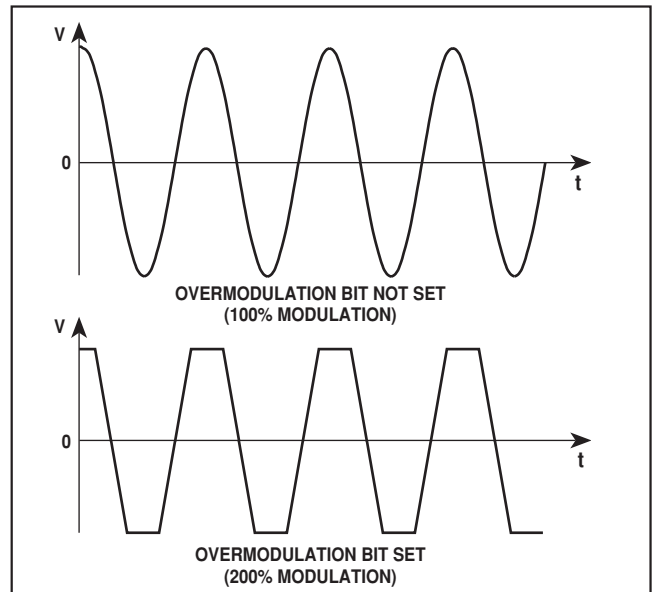 V
0
t
OVERMODULATION BIT NOT SET
(100% MODULATION)
V
0
t
OVERMODULATION BIT SET
(200% MODULATION)